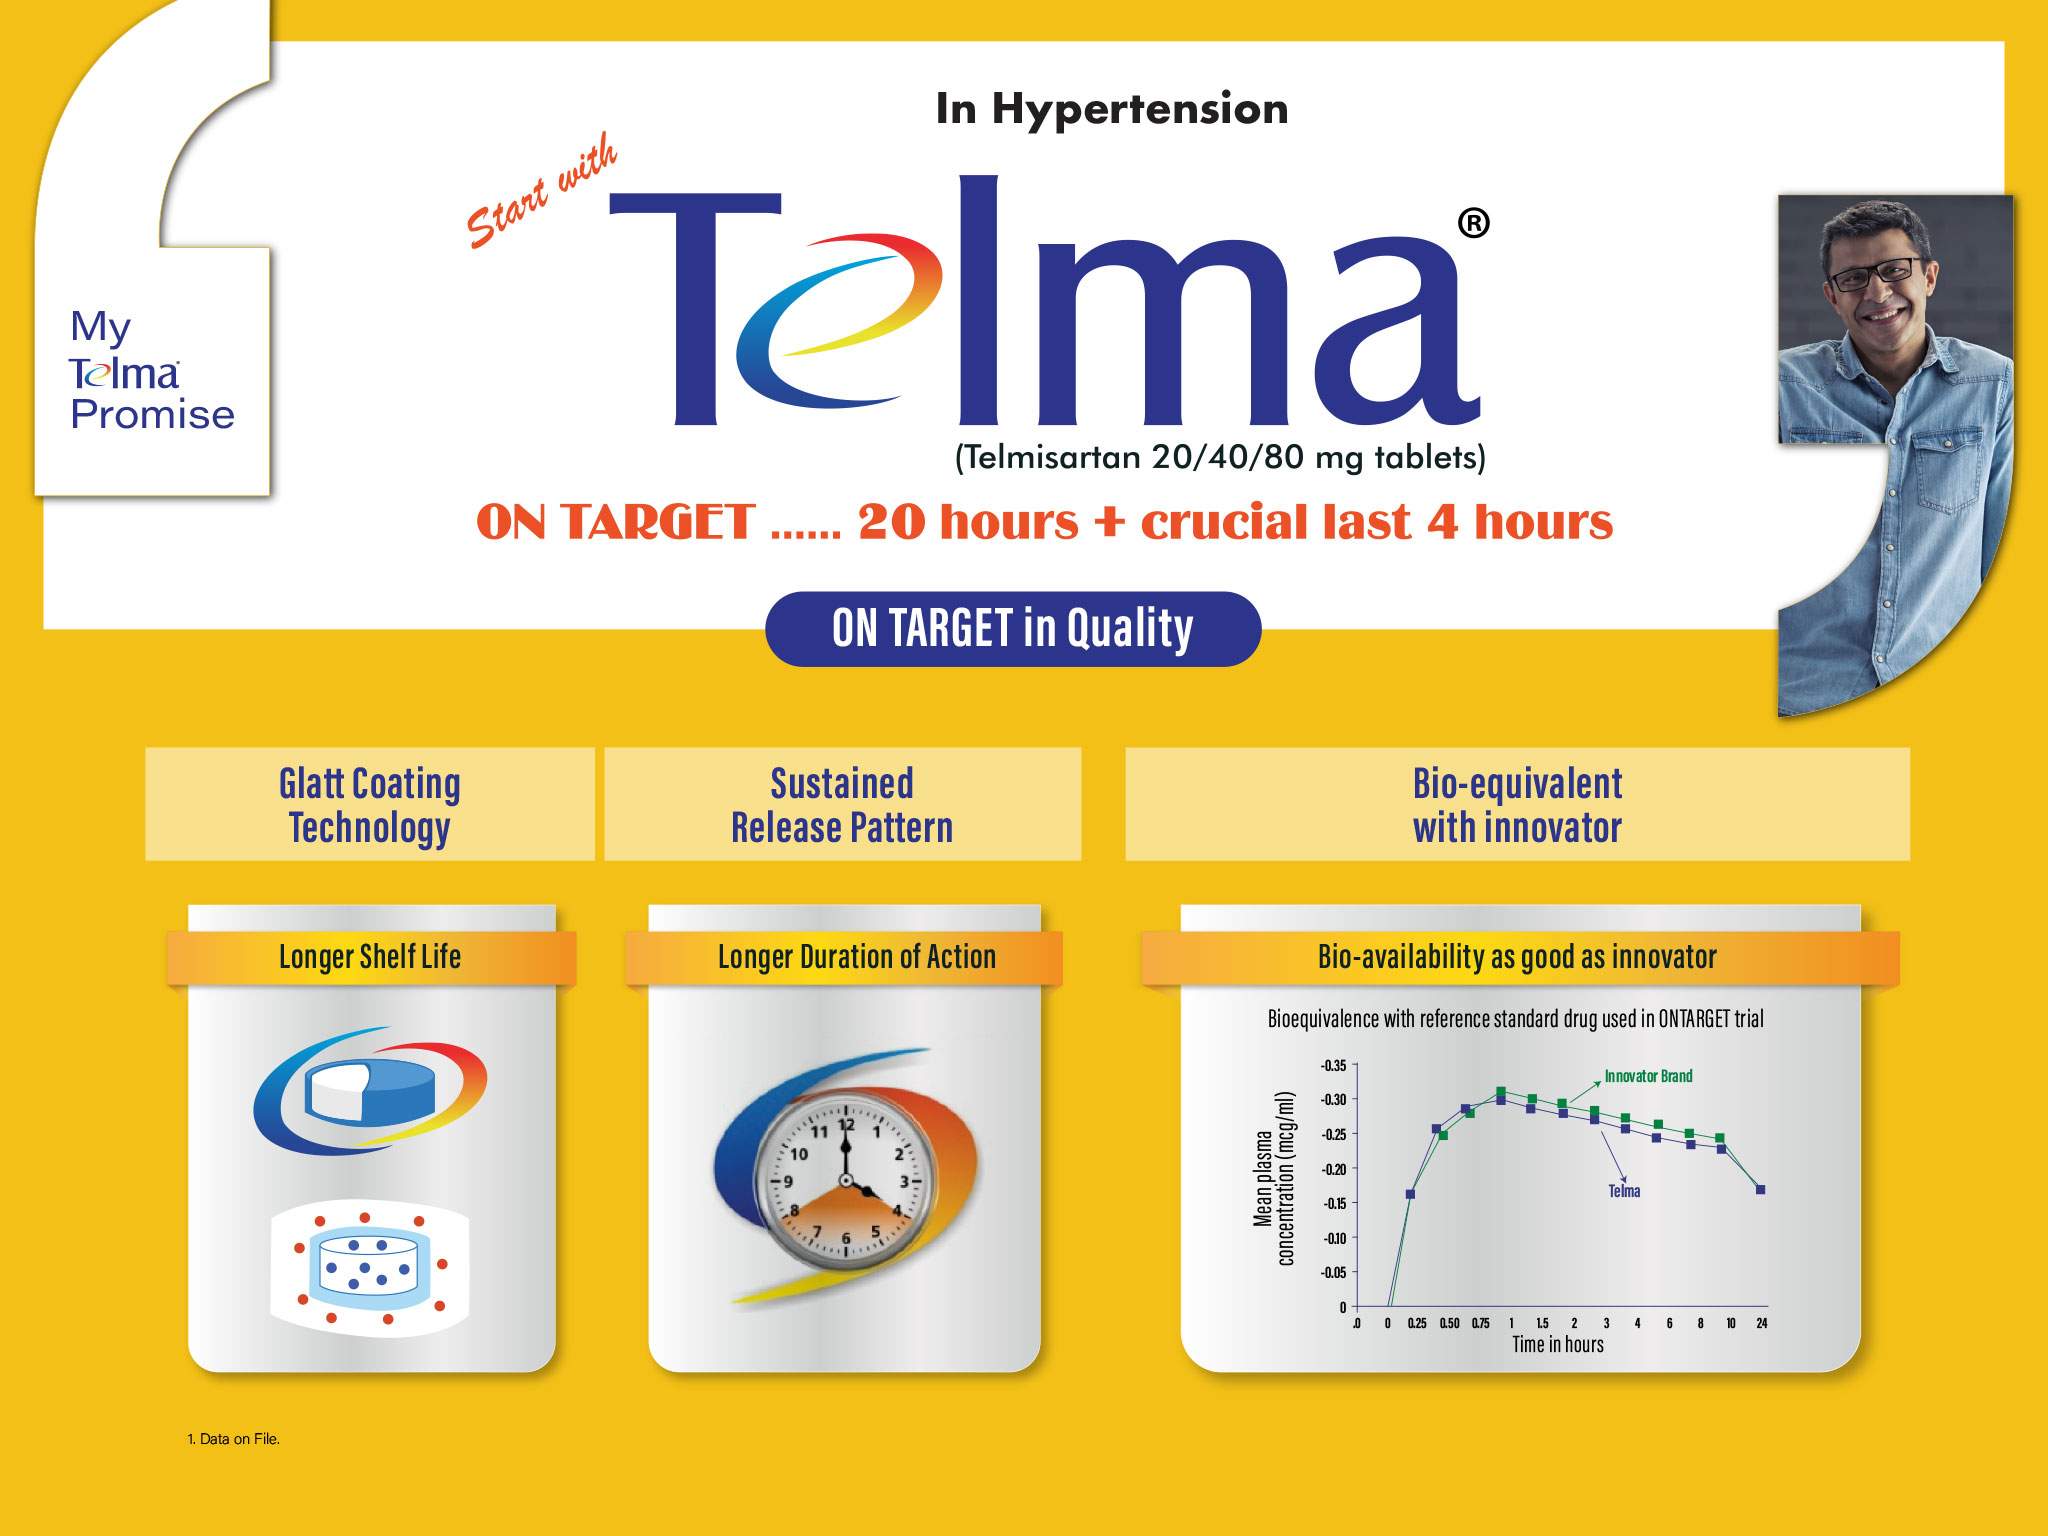 In Hypertension
Start with
Telma®
(Telmisartan 20/40/80 mg tablets)
ON TARGET ...... 20 hours + crucial last 4 hours
My
Telma
Promise
ON TARGET in Quality
Glatt Coating
Technology
Longer Shelf Life
Sustained
Release Pattern
Longer Duration of Action
12
1
2
3
4
5
6
7
8
9
10
11
Bio-equivalent
with innovator
Bio-availability as good as innovator
Bioequivalence with reference standard drug used in ONTARGET trial
Mean plasma
concentration (mcg/ml)
-0.35
-0.30
-0.25
-0.20
-0.15
-0.10
-0.05
0
Innovator Brand
Telma
.0 0 0.25 0.50 0.75 1 1.5 2 3 4 6 8 10 24
Time in hours
1. Data on File.